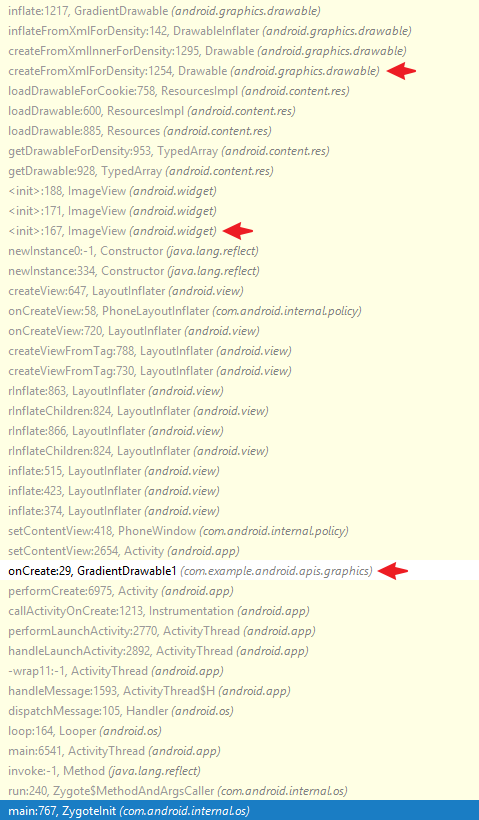 inflate:1217, GradientDrawable (android.graphics.drawable)
inflateFromXmlForDensity:142, DrawableInflater (android.graphics.drawable)
createFromXmlInnerForDensity:1295, Drawable (android.graphics.drawable)
createFromXmlForDensity:1254, Drawable (android.graphics.drawable)
loadDrawableForCookie:758, ResourcesImpl (android.content.res)
loadDrawable:600, ResourcesImpl (android.content.res)
loadDrawable:885, Resources (android.content.res)
getDrawableForDensity:953, TypedArray (android.content.res)
getDrawable:928, TypedArray (android.content.res)
<init>:188, ImageView (android.widget)
<init>:171, ImageView (android.widget)
<init>:167, ImageView (android.widget)
newInstance0:-1, Constructor (java.lang.reflect)
newInstance:334, Constructor (java.lang.reflect)
createView:647, LayoutInflater (android.view)
onCreateView:58, PhoneLayoutInflater (com.android.internal.policy)
onCreateView:720, LayoutInflater (android.view)
createViewFromTag:788, LayoutInflater (android.view)
createViewFromTag:730, LayoutInflater (android.view)
rInflate:863, LayoutInflater (android.view)
rInflateChildren:824, LayoutInflater (android.view)
rInflate:866, LayoutInflater (android.view)
rInflateChildren:824, LayoutInflater (android.view)
inflate:515, LayoutInflater (android.view)
inflate:423, LayoutInflater (android.view)
inflate:374, LayoutInflater (android.view)
setContentView:418, PhoneWindow (com.android.internal.policy)
setContentView:2654, Activity (android.app)
onCreate:29, GradientDrawable1 (com.example.android.apis.graphics)
performCreate:6975, Activity (android.app)
callActivityOnCreate:1213, Instrumentation (android.app)
performLaunchActivity:2770, ActivityThread (android.app)
handleLaunchActivity:2892, ActivityThread (android.app)
-wrap11:-1, ActivityThread (android.app)
handleMessage:1593, ActivityThread$H (android.app)
dispatchMessage:105, Handler (android.os)
loop:164, Looper (android.os)
main:6541, ActivityThread (android.app)
invoke:-1, Method (java.lang.reflect)
run:240, Zygote$MethodAndArgsCaller (com.android.internal.os)
main:767, ZygoteInit (com.android.internal.os)